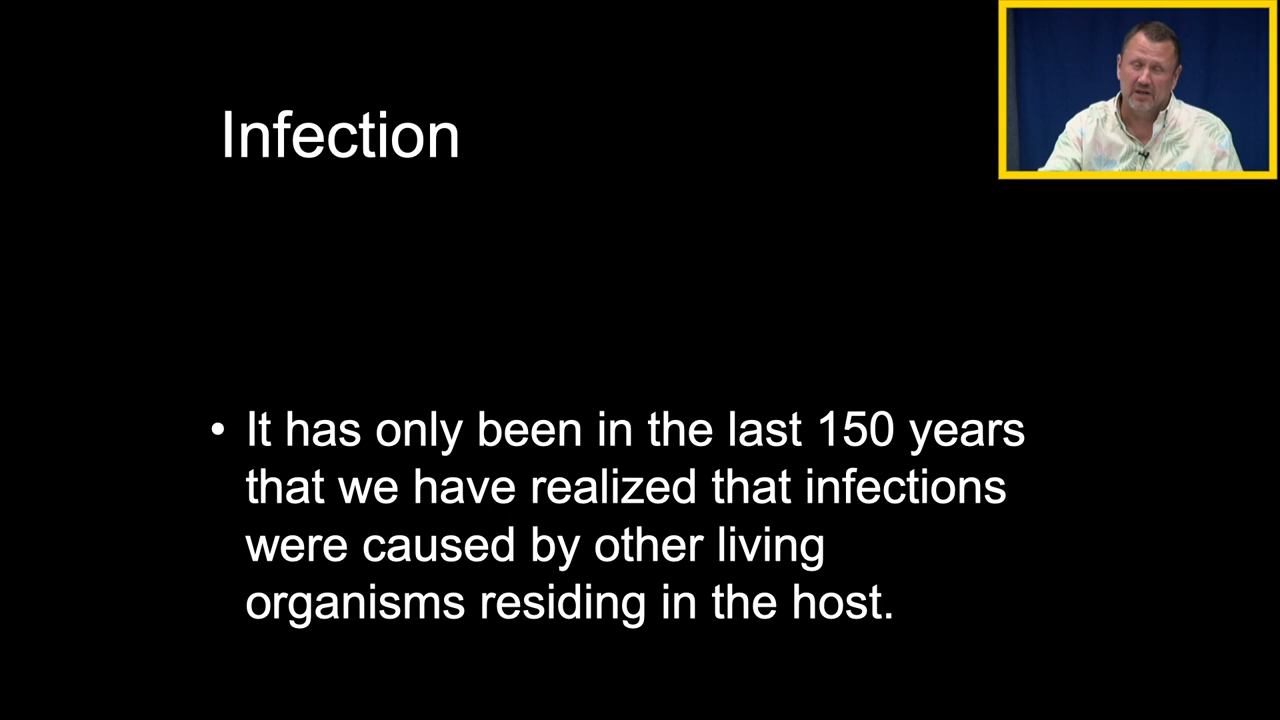 Infection
• It has only been in the last 150 years
that we have realized that infections
were caused by other living
organisms residing in the host.